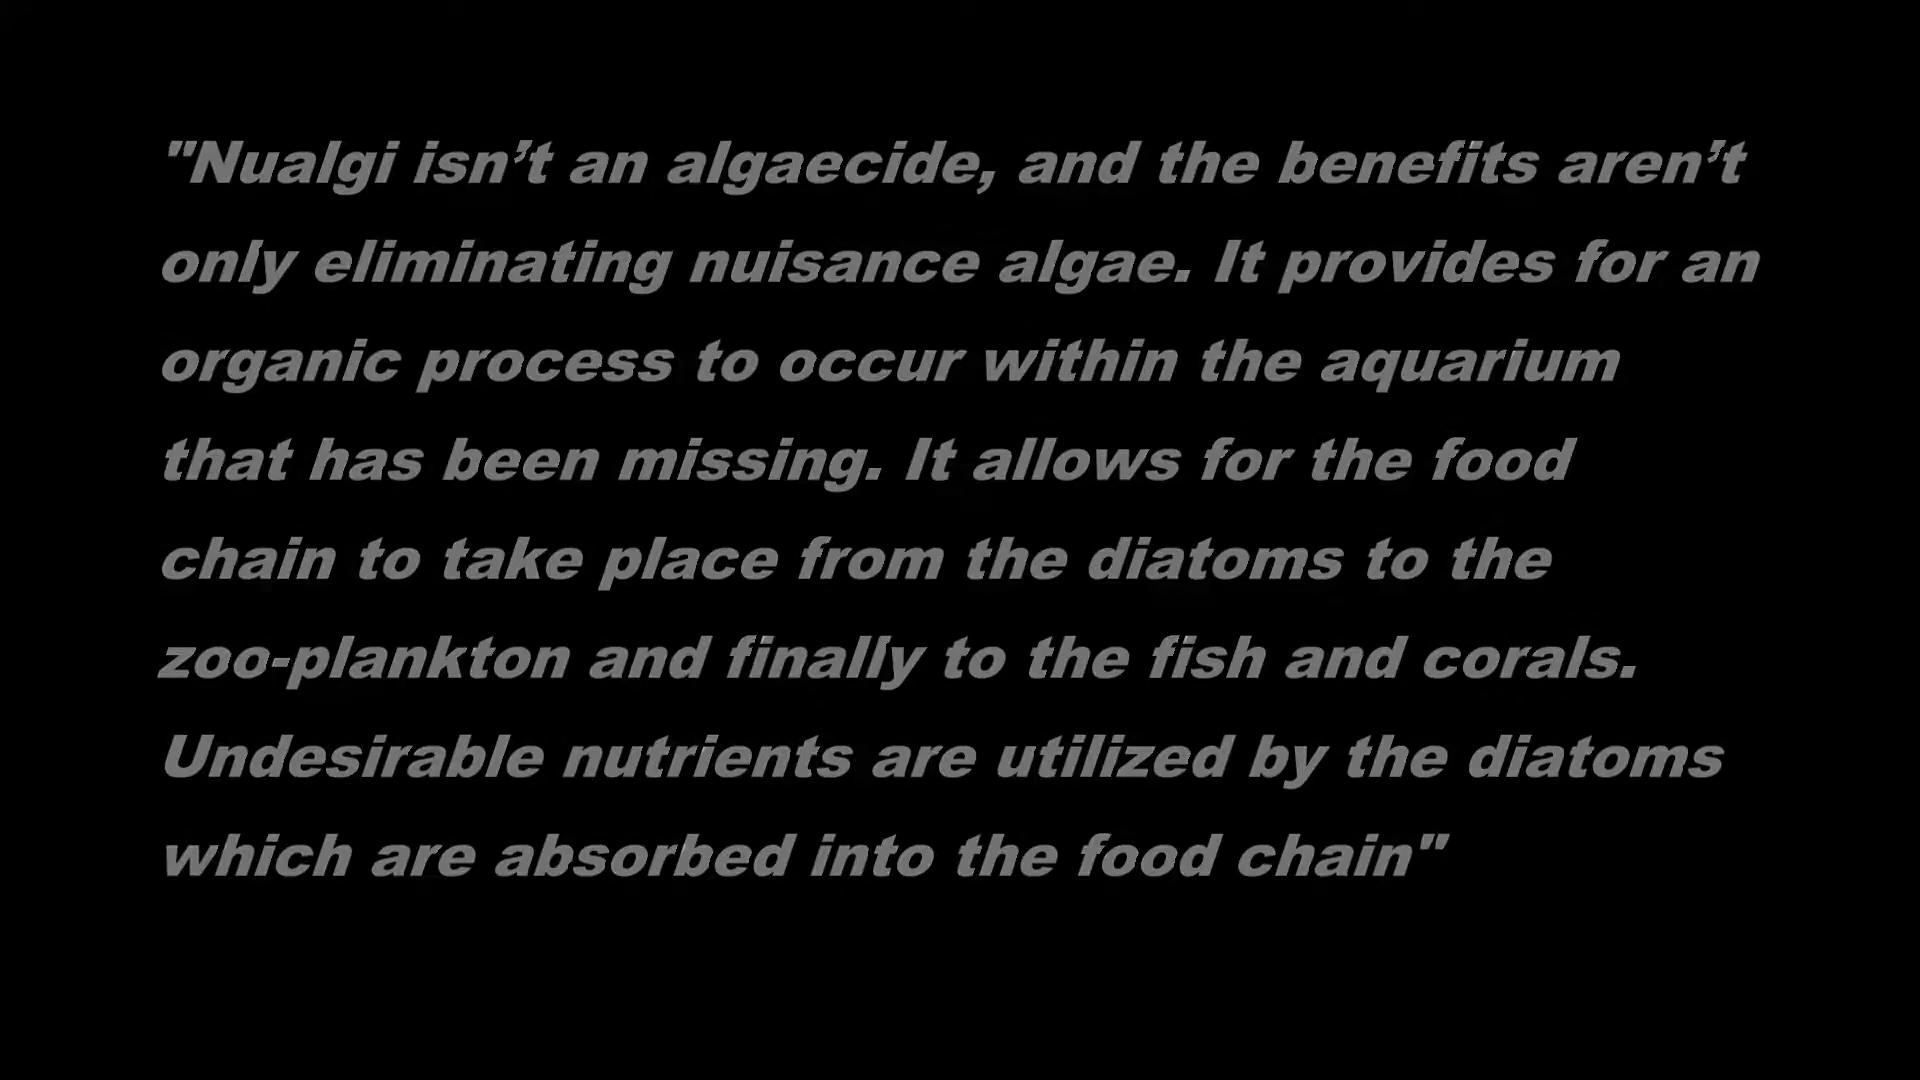 "Nualgi isn’t an algaecide, and the benefits aren’t
only eliminating nuisance algae. It provides for an
organic process to occur within the aquarium
that has been missing. It allows for the food
chain to take place from the diatoms to the
zoo-plankton and finally to the fish and corals.
Undesirable nutrients are utilized by the diatoms
which are absorbed into the food chain"